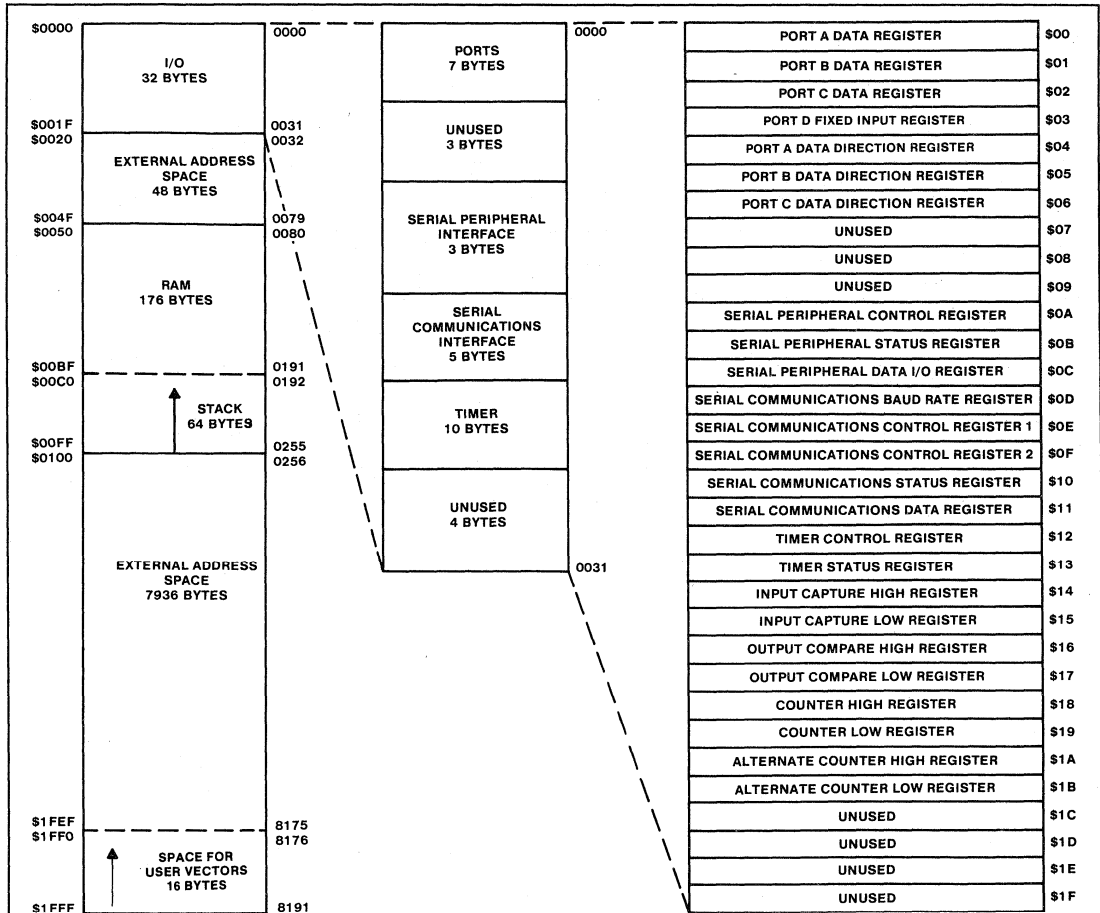 $0000
I/O
32 BYTES
$001F
$0020
EXTERNAL ADDRESS
SPACE
48 BYTES
$004F
$0050
RAM
176 BYTES
$00BF
$00C0
STACK
64 BYTES
$00FF
$0100
EXTERNAL ADDRESS
SPACE
7936 BYTES
$1FEF
$1FF0
SPACE FOR
USER VECTORS
16 BYTES
$1FFF
0000
0031
0032
0079
0080
0191
0192
0255
0256
8175
8176
8191
PORTS
7 BYTES
UNUSED
3 BYTES
SERIAL PERIPHERAL
INTERFACE
3 BYTES
SERIAL
COMMUNICATIONS
INTERFACE
5 BYTES
TIMER
10 BYTES
UNUSED
4 BYTES
0000
0031
PORT A DATA REGISTER $00
PORT B DATA REGISTER $01
PORT C DATA REGISTER $02
PORT D FIXED INPUT REGISTER $03
PORT A DATA DIRECTION REGISTER $04
PORT B DATA DIRECTION REGISTER $05
PORT C DATA DIRECTION REGISTER $06
UNUSED $07
UNUSED $08
UNUSED $09
SERIAL PERIPHERAL CONTROL REGISTER $0A
SERIAL PERIPHERAL STATUS REGISTER $0B
SERIAL PERIPHERAL DATA I/O REGISTER $0C
SERIAL COMMUNICATIONS BAUD RATE REGISTER $0D
SERIAL COMMUNICATIONS CONTROL REGISTER 1 $0E
SERIAL COMMUNICATIONS CONTROL REGISTER 2 $0F
SERIAL COMMUNICATIONS STATUS REGISTER $10
SERIAL COMMUNICATIONS DATA REGISTER $11
TIMER CONTROL REGISTER $12
TIMER STATUS REGISTER $13
INPUT CAPTURE HIGH REGISTER $14
INPUT CAPTURE LOW REGISTER $15
OUTPUT COMPARE HIGH REGISTER $16
OUTPUT COMPARE LOW REGISTER $17
COUNTER HIGH REGISTER $18
COUNTER LOW REGISTER $19
ALTERNATE COUNTER HIGH REGISTER $1A
ALTERNATE COUNTER LOW REGISTER $1B
UNUSED $1C
UNUSED $1D
UNUSED $1E
UNUSED $1F